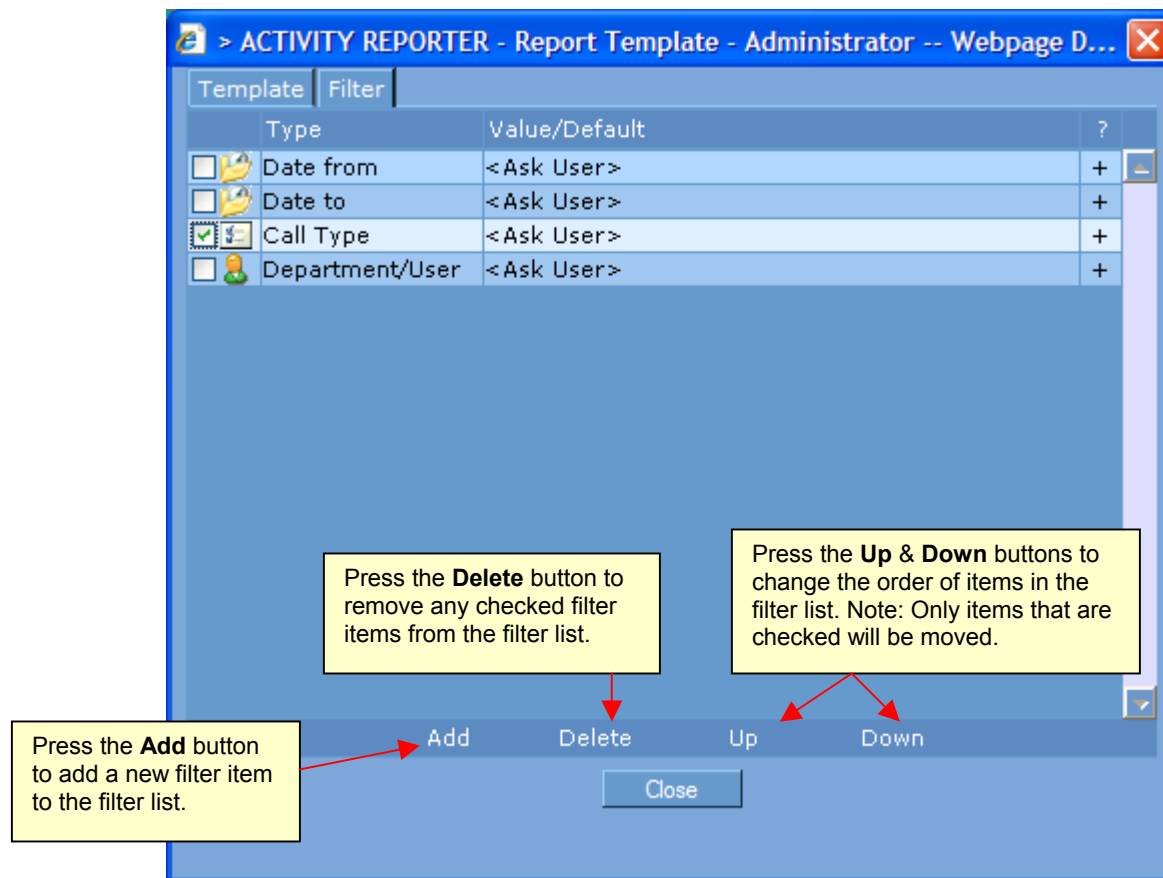 > ACTIVITY REPORTER - Report Template - Administrator -- Webpage D...
Template Filter
Type Value/Default ?
Date from <Ask User> +
Date to <Ask User> +
Call Type <Ask User> +
Department/User <Ask User> +
Press the Delete button to
remove any checked filter
items from the filter list.
Press the Up & Down buttons to
change the order of items in the
filter list. Note: Only items that are
checked will be moved.
Press the Add button
to add a new filter item
to the filter list.
Add Delete Up Down
Close